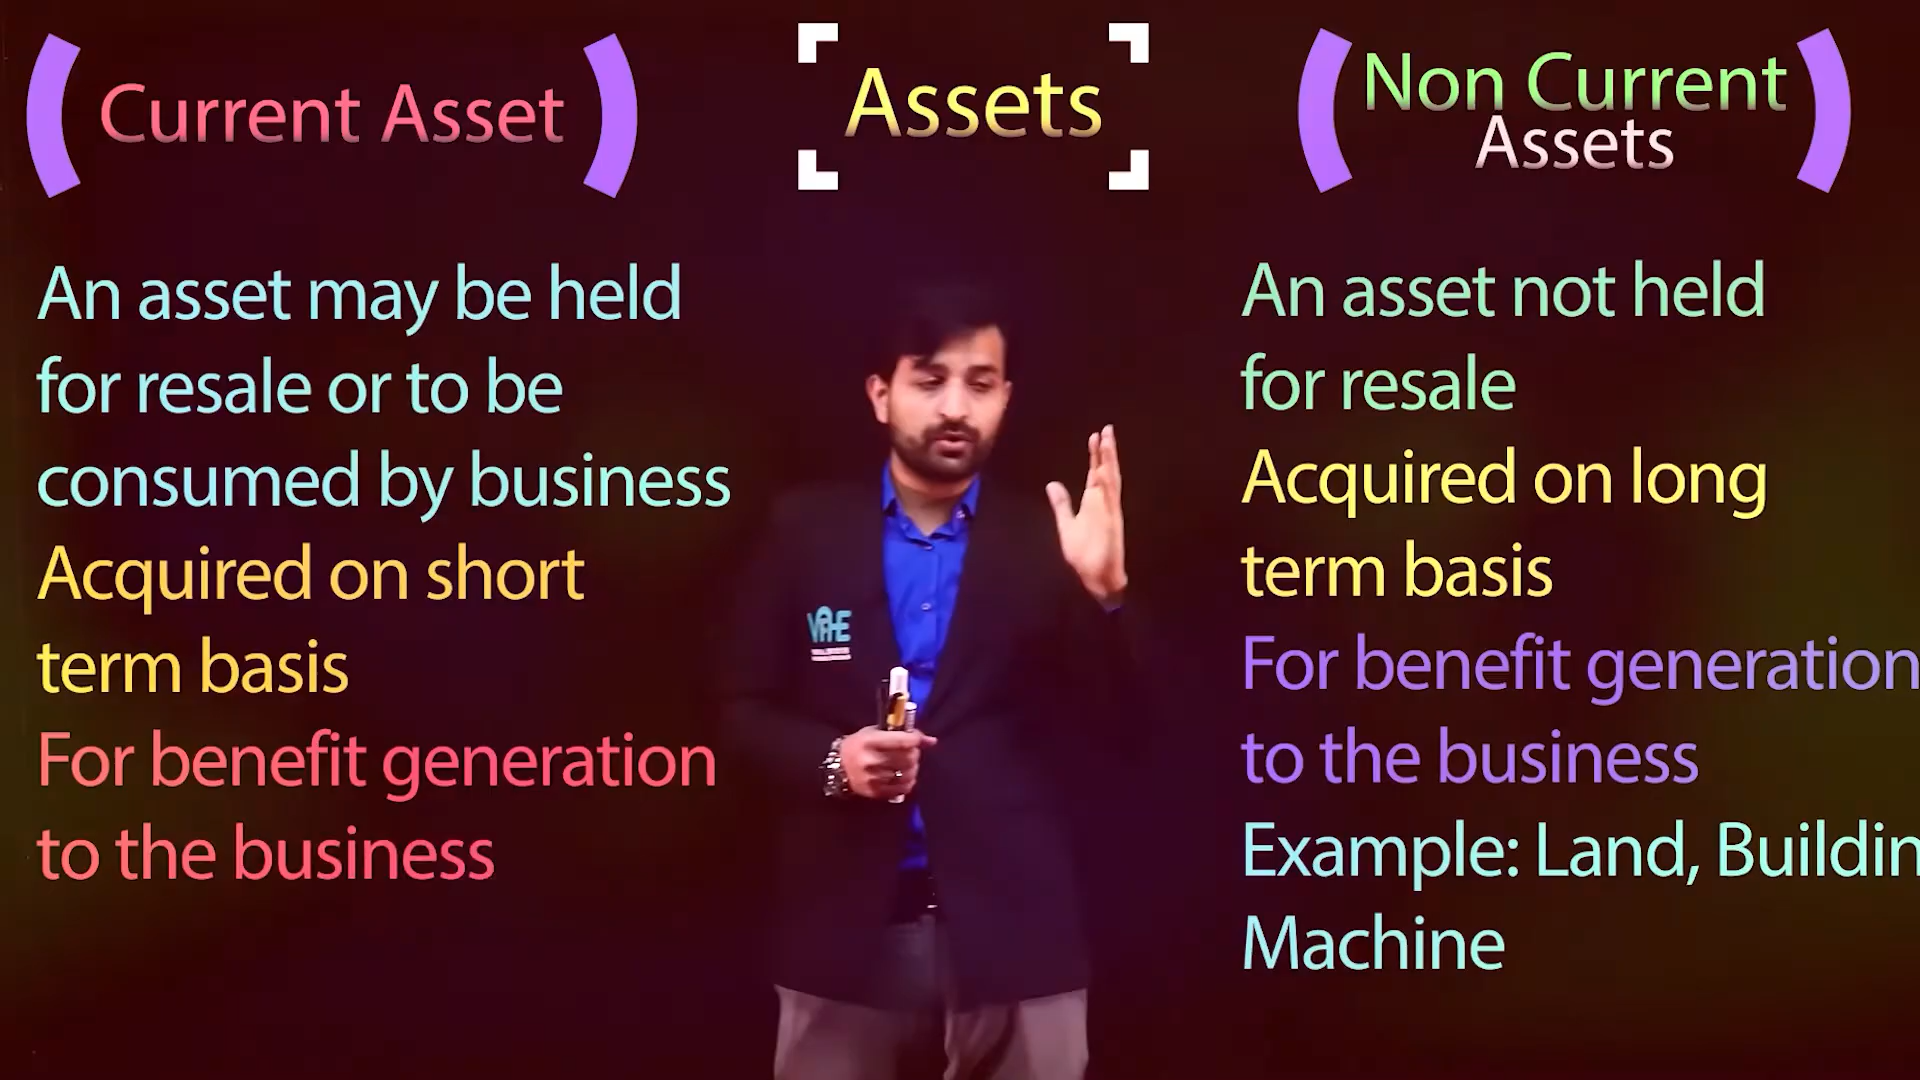 Current Asset
Assets
Non Current
Assets
An asset may be held
for resale or to be
consumed by business
Acquired on short
term basis
For benefit generation
to the business
An asset not held
for resale
Acquired on long
term basis
For benefit generation
to the business
Example: Land, Buildin
Machine